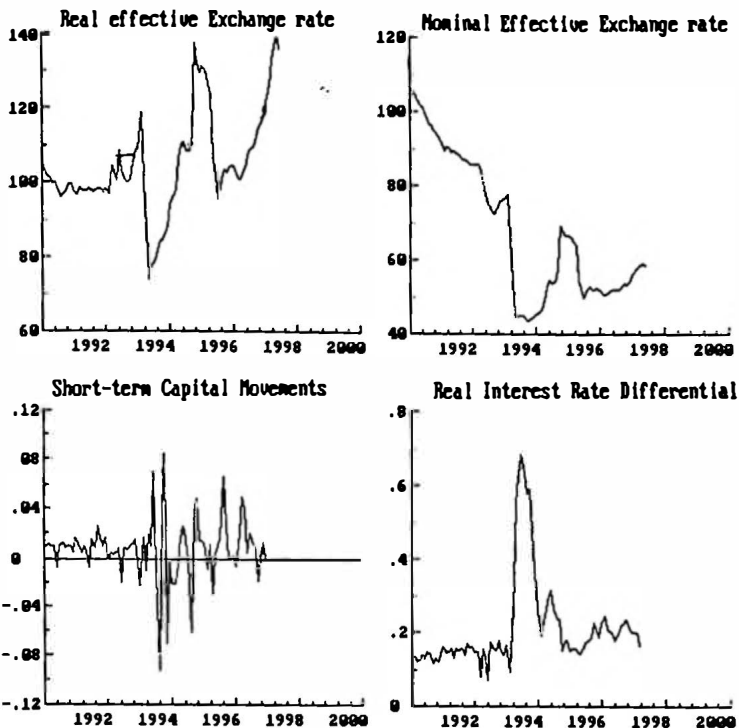 Real effective Exchange rate
140
120
100
80
60
1992 1994 1996 1998 2000
Nominal Effective Exchange rate
120
100
80
60
40
1992 1994 1996 1998 2000
Short-term Capital Movements
.12
.08
.04
0
-.04
-.08
-.12
1992 1994 1996 1998 2000
Real Interest Rate Differential
.8
.6
.4
.2
0
1992 1994 1996 1998 2000